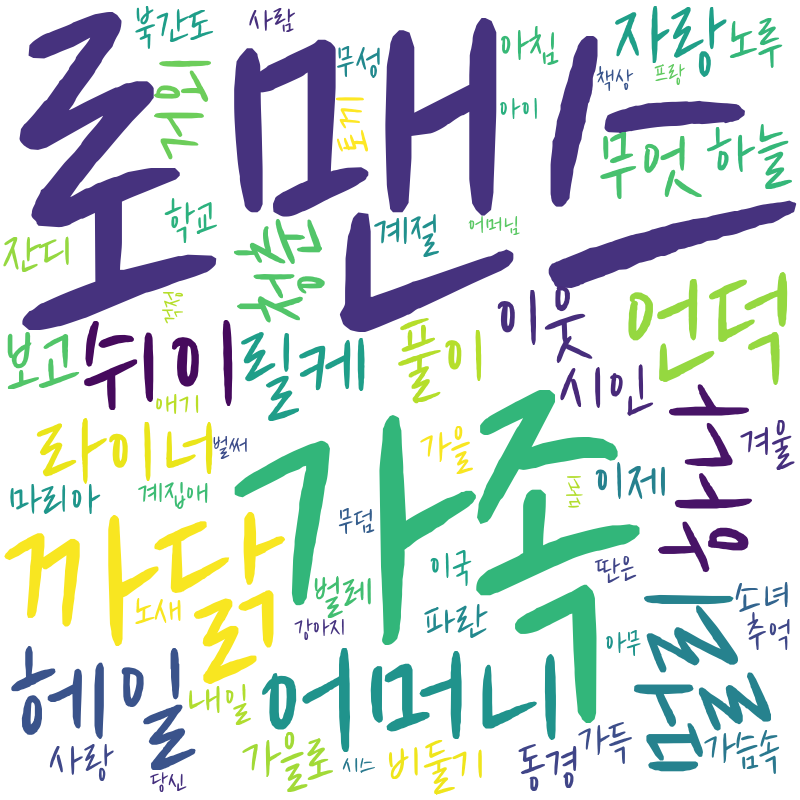 로맨스
북간도
사람
거외
무성
토끼
아침
아이
책상
프랑
자랑
노루
무엇
하늘
잔디
학교
걱정
청춘
계절
어머님
보고
쉬이
애기
릴케
풀이
이웃
시인
언덕
라이너
벌써
마리아
계집애
가을
가족
봄
이제
경우
겨울
까닭
노새
무덤
벌레
강아지
이국
파란
딴은
아무
소녀
추억
헤일
사랑
당신
내일
어머니
가을로
시스
비둘기
동경
가득
가슴속